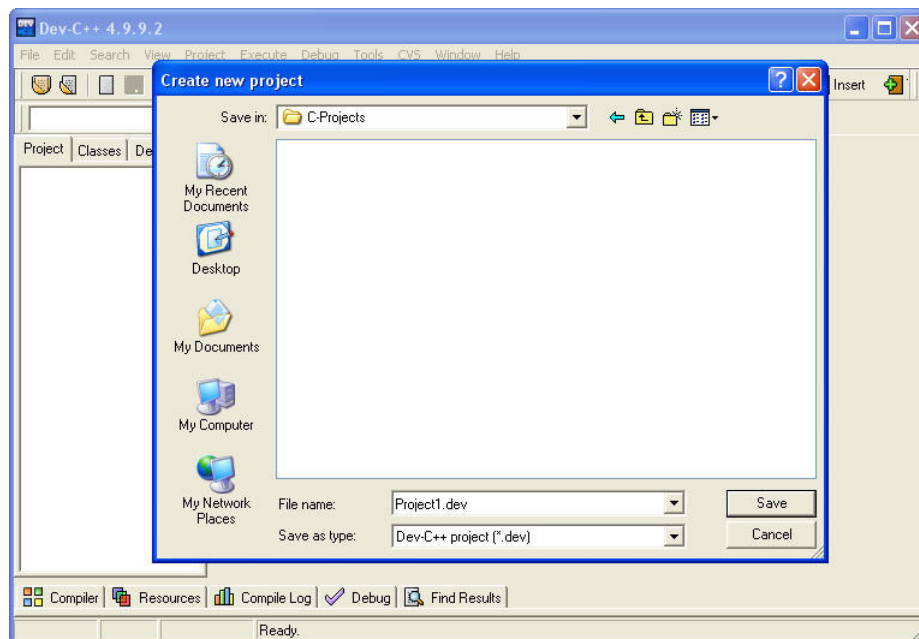 Dev-C++ 4.9.9.2
File Edit Search View Project Execute Debug Tools CVS Window Help
Create new project
Insert
Save in: C-Projects
Project Classes De
My Recent Documents
Desktop
My Documents
My Computer
My Network Places
File name: Project1.dev Save
Save as type: Dev-C++ project (*.dev) Cancel
Compiler Resources Compile Log Debug Find Results
Ready.